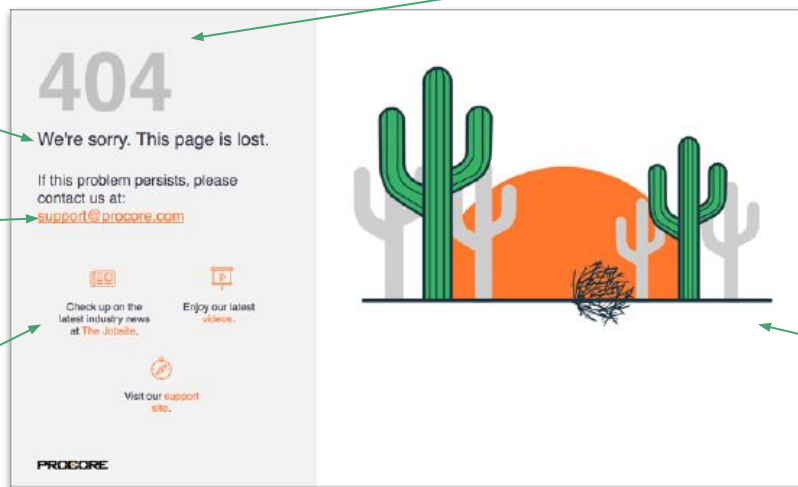 404
We're sorry. This page is lost.
If this problem persists, please
contact us at:
support@procore.com
Check up on the
latest industry news
at The Jobsite.
Enjoy our latest
videos.
Visit our support
site.
PROCORE